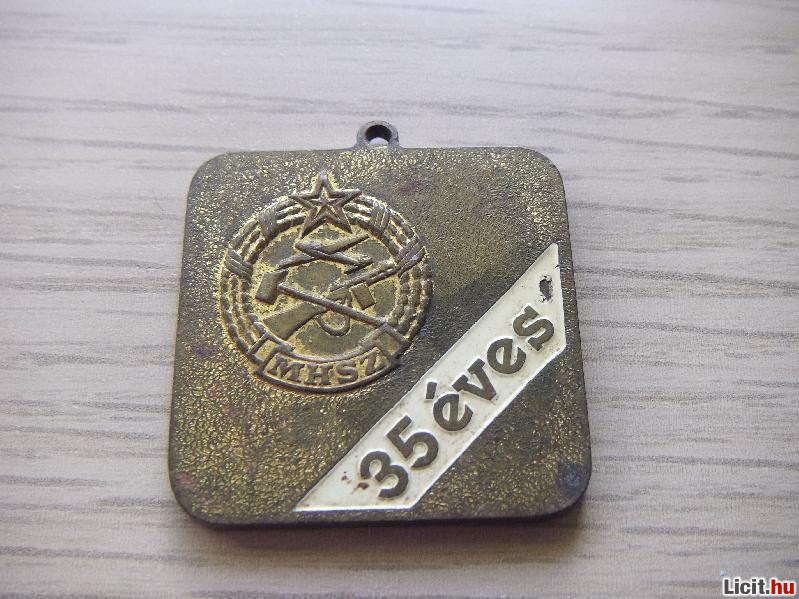 MHSZ
35 éves
Licit.hu